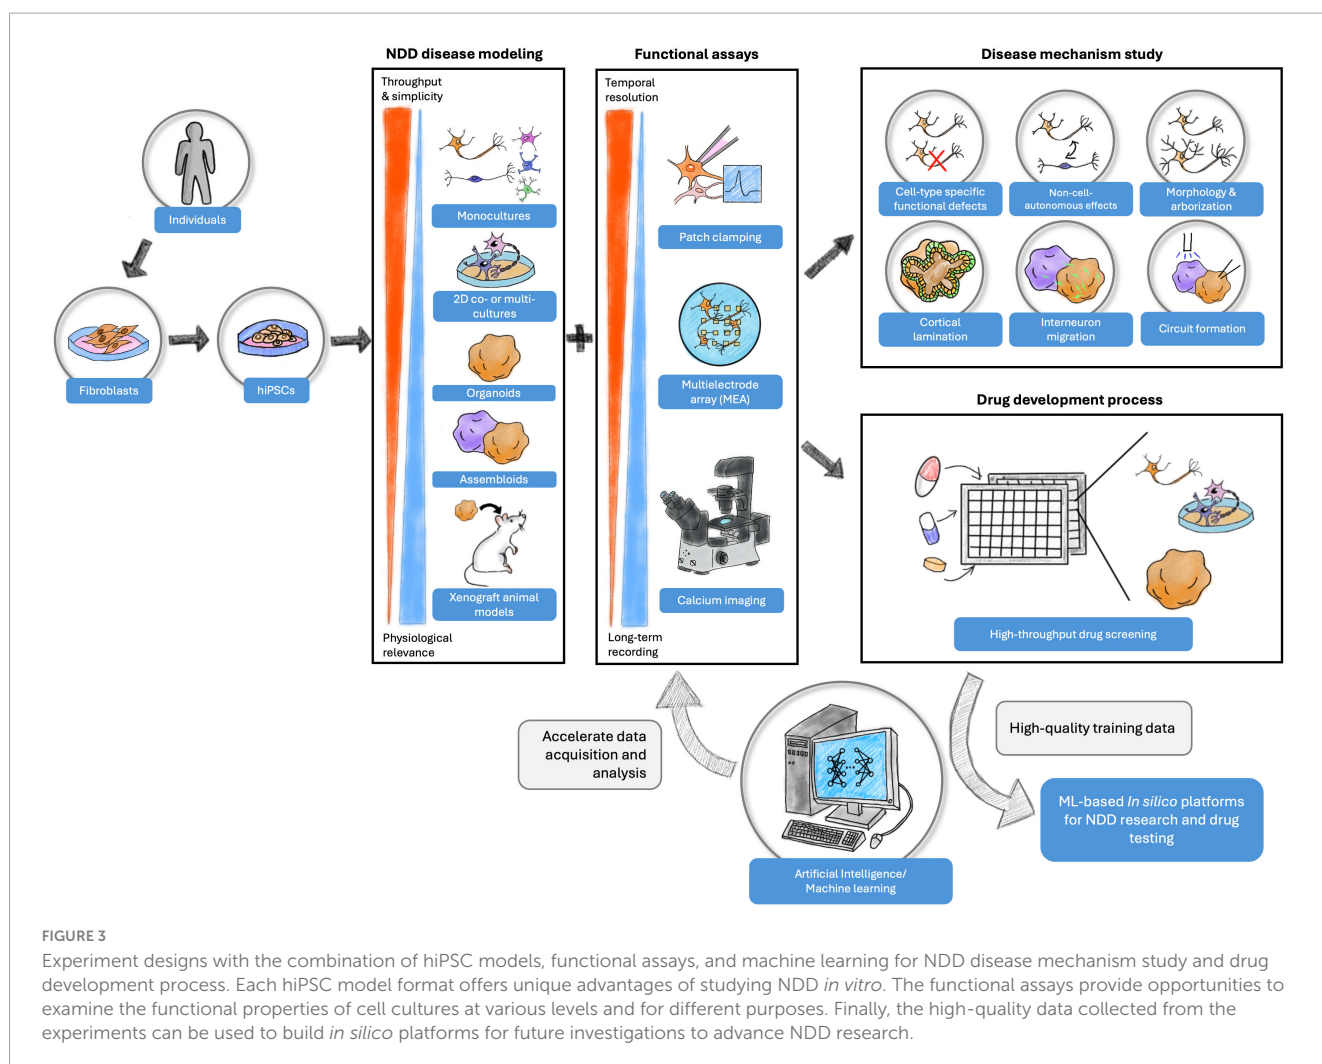 NDD disease modeling
Functional assays
Disease mechanism study
Individuals
Fibroblasts
hiPSCs
Throughput
& simplicity
Monocultures
2D co- or multi-
cultures
Organoids
Assembloids
Xenograft animal
models
Physiological
relevance
Temporal
resolution
Patch clamping
Multielectrode
array (MEA)
Calcium imaging
Long-term
recording
Cell-type specific
functional defects
Non-cell-
autonomous effects
Morphology &
arborization
Cortical
lamination
Interneuron
migration
Circuit formation
Drug development process
High-throughput drug screening
Accelerate data
acquisition and
analysis
Artificial Intelligence/
Machine learning
High-quality training data
ML-based In silico platforms
for NDD research and drug
testing
FIGURE 3
Experiment designs with the combination of hiPSC models, functional assays, and machine learning for NDD disease mechanism study and drug
development process. Each hiPSC model format offers unique advantages of studying NDD in vitro. The functional assays provide opportunities to
examine the functional properties of cell cultures at various levels and for different purposes. Finally, the high-quality data collected from the
experiments can be used to build in silico platforms for future investigations to advance NDD research.